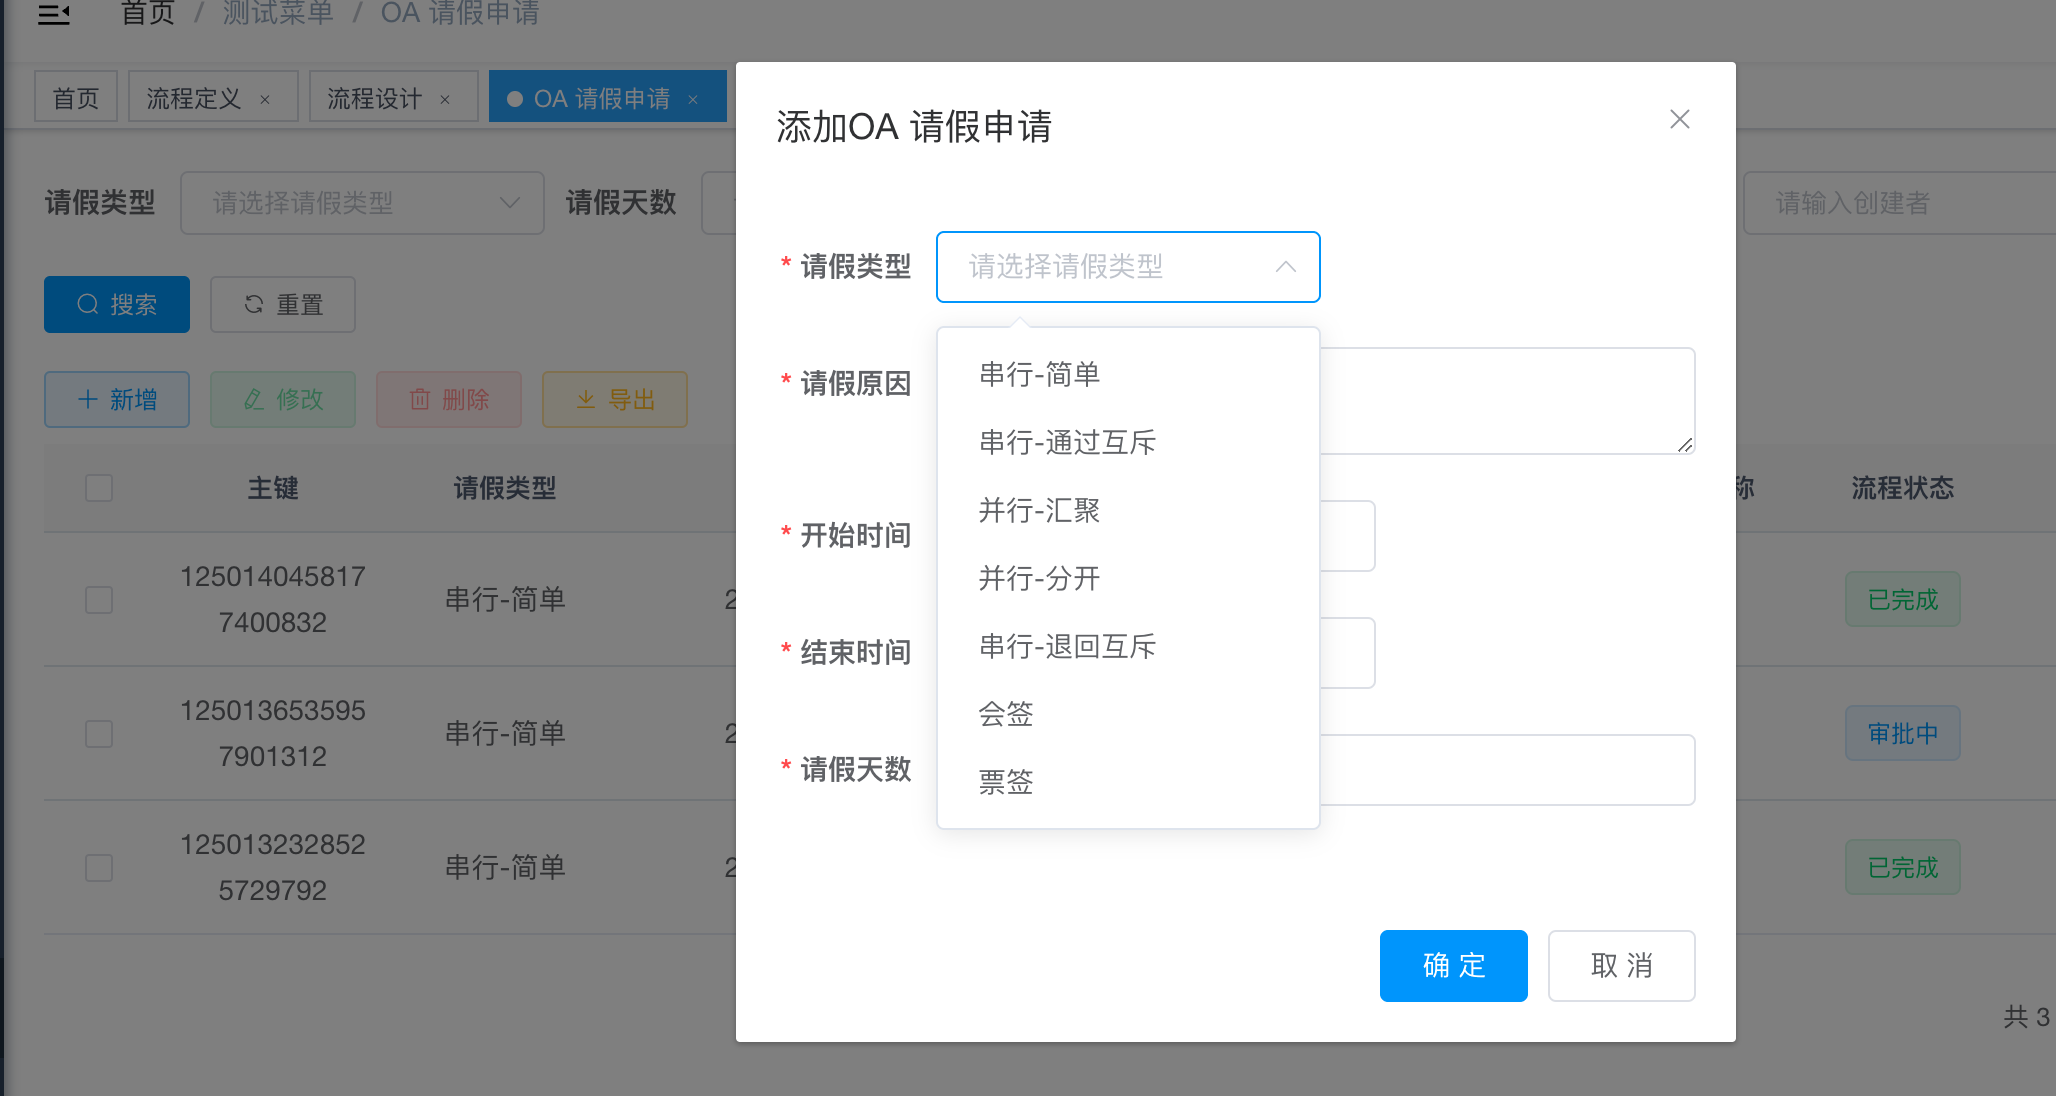 首页 / 测试菜单 / OA 请假申请
首页
流程定义 ×
流程设计 ×
OA 请假申请 ×
请假类型
请选择请假类型
请假天数
请输入创建者
搜索
重置
新增
修改
删除
导出
主键 请假类型 称 流程状态
125014045817
7400832
串行-简单
2
已完成
125013653595
7901312
串行-简单
2
审批中
125013232852
5729792
串行-简单
2
已完成
共 3
添加OA 请假申请
* 请假类型
请选择请假类型
串行-简单
串行-通过互斥
并行-汇聚
并行-分开
串行-退回互斥
会签
票签
* 请假原因
* 开始时间
* 结束时间
* 请假天数
确 定
取 消